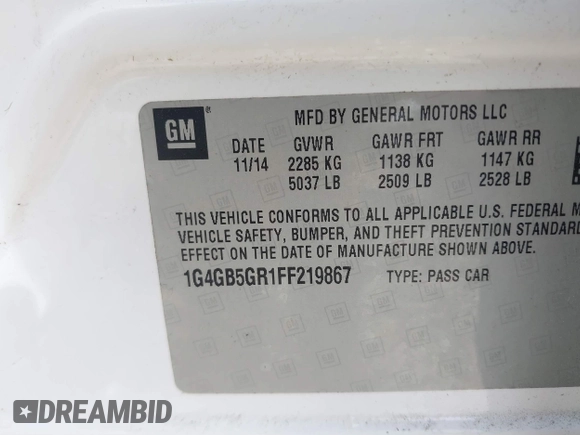 GM
®
MFD BY GENERAL MOTORS LLC
DATE GVWR GAWR FRT GAWR RR
11/14 2285 KG 1138 KG 1147 KG
5037 LB 2509 LB 2528 LB
THIS VEHICLE CONFORMS TO ALL APPLICABLE U.S. FEDERAL M
VEHICLE SAFETY, BUMPER, AND THEFT PREVENTION STANDARD
EFFECT ON THE DATE OF MANUFACTURE SHOWN ABOVE.
1G4GB5GR1FF219867 TYPE: PASS CAR
DREAMBID